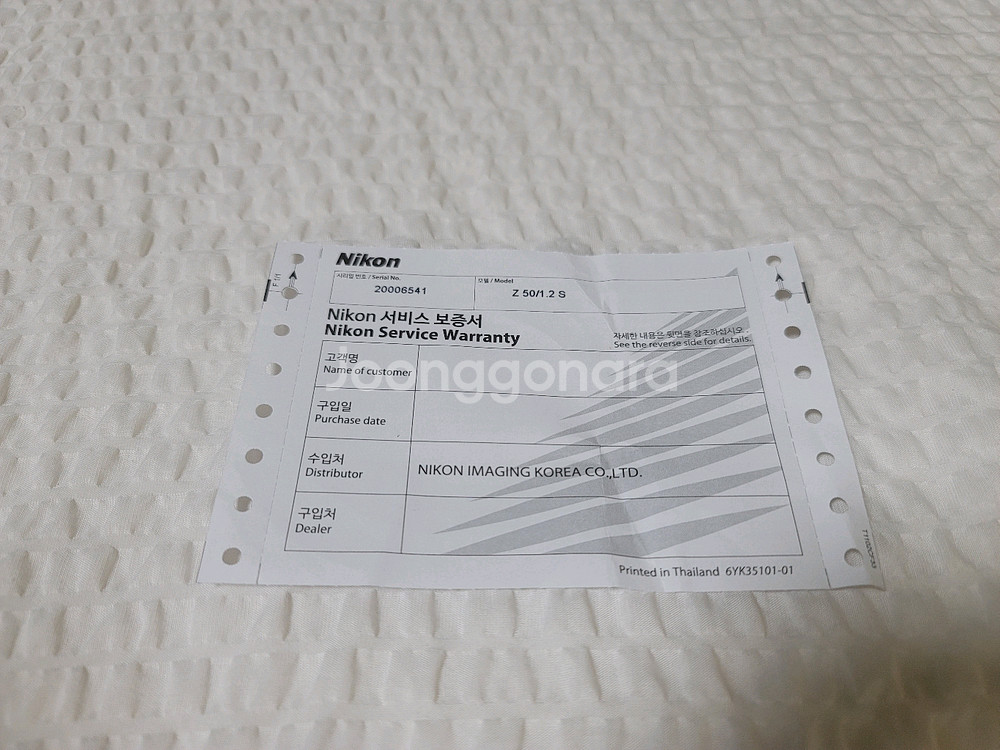 Nikon
시리얼 번호 / Serial No.
20006541
모델 / Model
Z 50/1.2 S
Nikon 서비스 보증서
Nikon Service Warranty
자세한 내용은 뒷면을 참조하십시오.
See the reverse side for details.
Joonggonara
고객명
Name of customer
구입일
Purchase date
수입처
Distributor
NIKON IMAGING KOREA CO.,LTD.
구입처
Dealer
Printed in Thailand 6YK35101-01